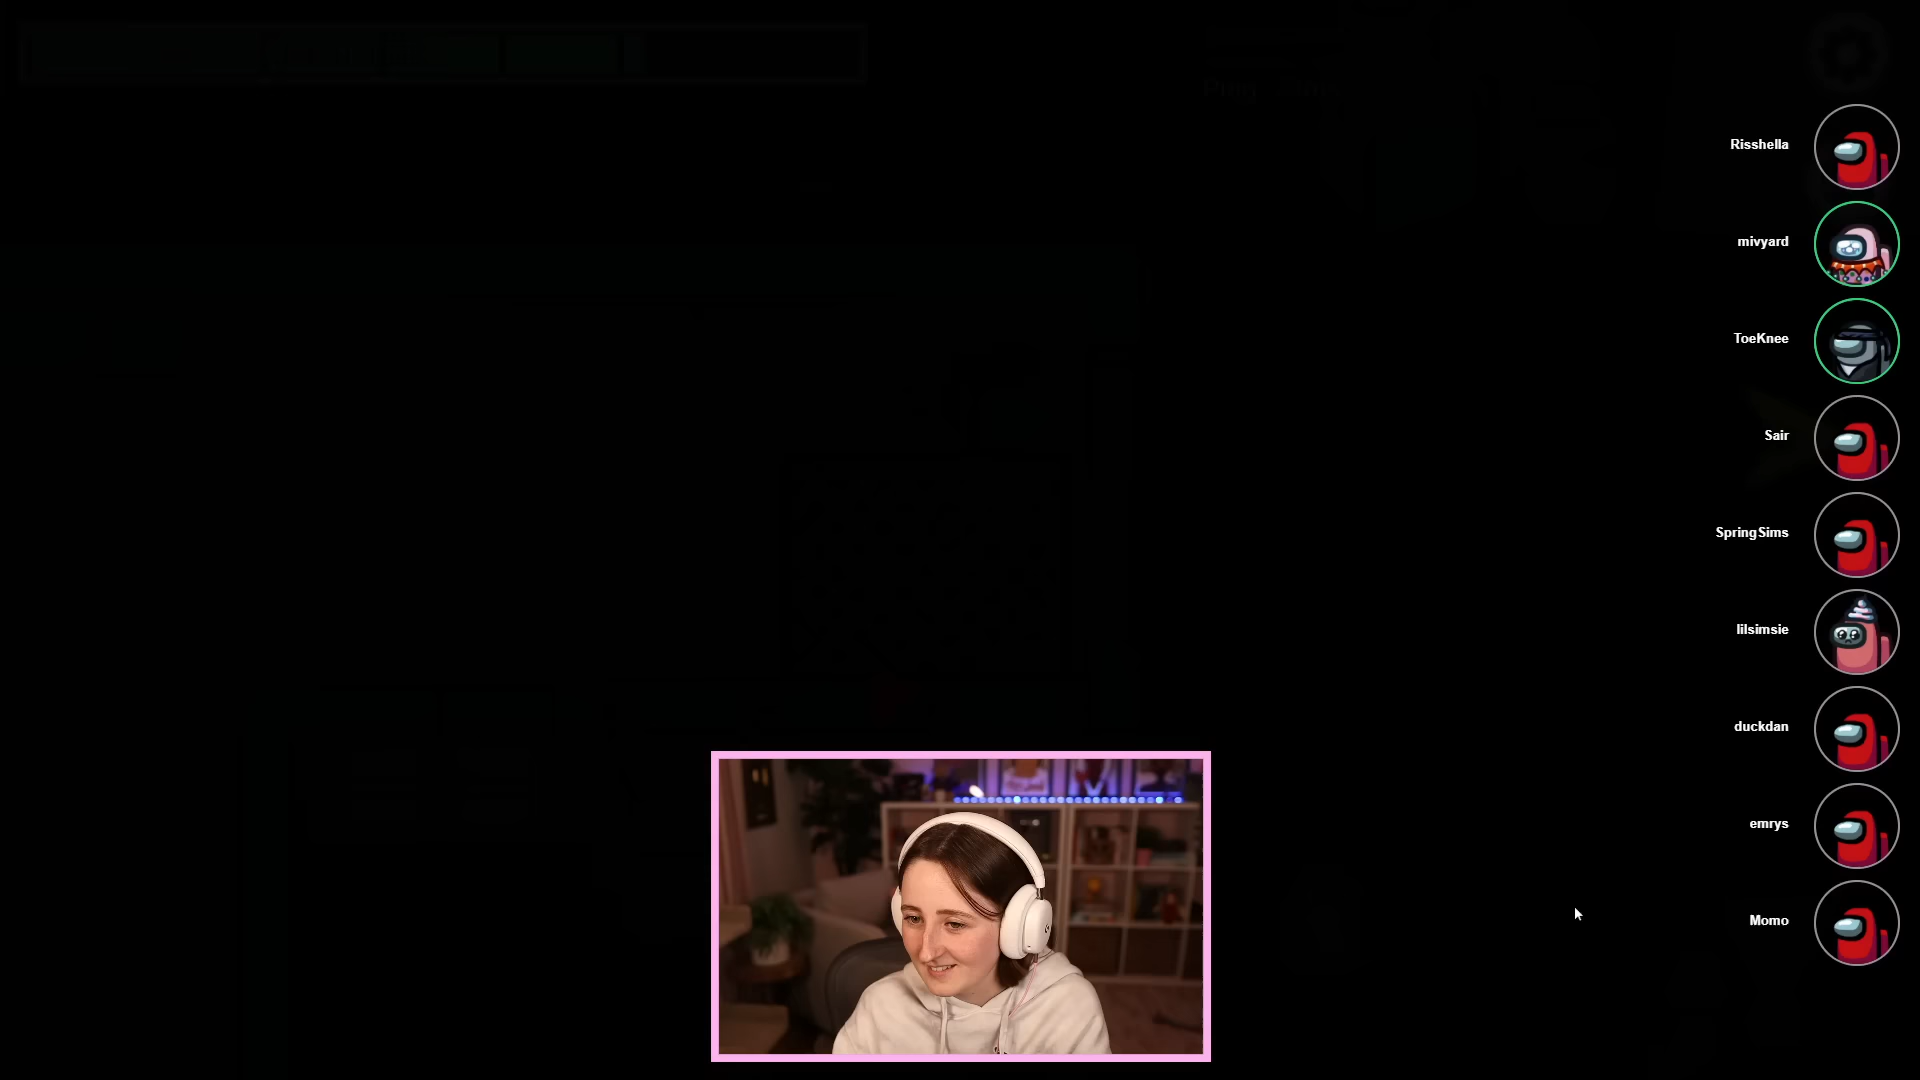 Risshella
mivyard
ToeKnee
Sair
SpringSims
lilsimsie
duckdan
emrys
Momo